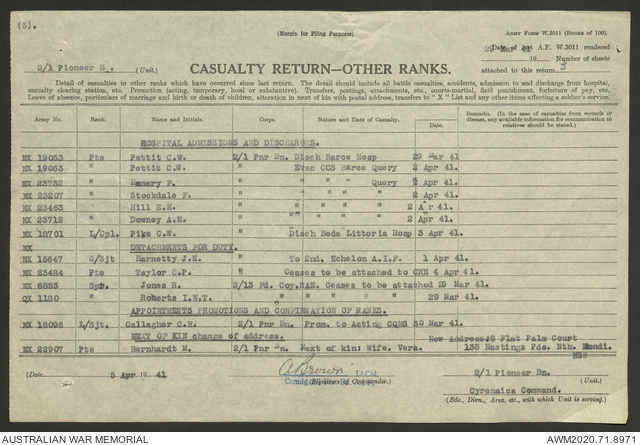 (3).
(Margin for Filing Purposes)
ARMY FORM W.3011 (BOOKS of 100).
Date of last A.F. W.3011 rendered
19 Number of sheets
2/1 Pioneer B . (Unit.)
CASUALTY RETURN—OTHER RANKS.
attached to this return 3
Detail of casualties to other ranks which have occurred since last return. The detail should include all battle casualties, accidents, admission to and discharge from hospital,
casualty clearing station, etc. Promotion (acting, temporary, local or substantive). Transfers, postings, attachments, etc., courts-martial, field punishment, forfeiture of pay, etc.
Leave of absence, particulars of marriage and birth or death of children, alteration in next of kin with postal address, transfers to "X" List and any other items affecting a soldier's service.
Army No. Rank. Name and Initials. Corps. Nature and Date of Casualty. Date. Remarks. (In the case of casualties from wounds or disease, any available information for communication to relatives should be stated.)
HOSPITAL ADMISSIONS AND DISCHARGES.
NX 19053 Pte Pettit C.W. 2/1 Pnr Bn. Disch Barce Hosp 29 Mar 41
NX 19053 " Pettit C.W. " Evac CCS Barce Query 2 Apr 41.
NX 23732 " F. " " " " Query 2 Apr 41.
NX 23207 " Stockdale F. " " " " " 2 Apr 41
NX 23463 " Hill E.H. " " " " " 2 A r 41
NX 23712 " Downey A.H. " " " " " 2 Apr 41
NX 18701 L/Cpl. Pike C.W. " Disch Beda Littoria Hosp 3 Apr 41.
NX DETACHMENTS FOR DUTY.
NX 15647 S/Sjt Harnetty J.E. " To 2nd. Echelon A.I.F. 1 Apr 41
NX 23484 Pte Taylor C.P. " Ceases to be attached to CRE 4 Apr 41.
NX 6853 Spr. Jones R. 2/13 Fd. Coy.RAE. Ceases to be attached 29 Mar 41.
QX 1180 " Roberts I.N.T. " " " " " 29 Mar 41.
APPOINTMENTS PROMOTIONS AND CONFIRMATION OF RANKS.
NX 18096 L/Sjt. Callagher C.H. 2/1 Pnr Bn. Prom. to Acting CQMS 30 Mar 41.
NEXT OF KIN change of address. New Address:8 Flat Palm Court
NX 22907 Pte Bernhardt M. 2/1 Pnr Bn. Next of kin: Wife. Vera. 135 Hastings Pde. Nth. Bondi.
NSW
(Date 5 Apr 19 41 Lt Col.
(Signature of Commander.)
2/1 Pioneer Bn. (Unit.)
Cyrenaica Command.
(Bde., Divn., Area, etc., with which Unit is serving.)
AUSTRALIAN WAR MEMORIAL
AWM2020.71.8971